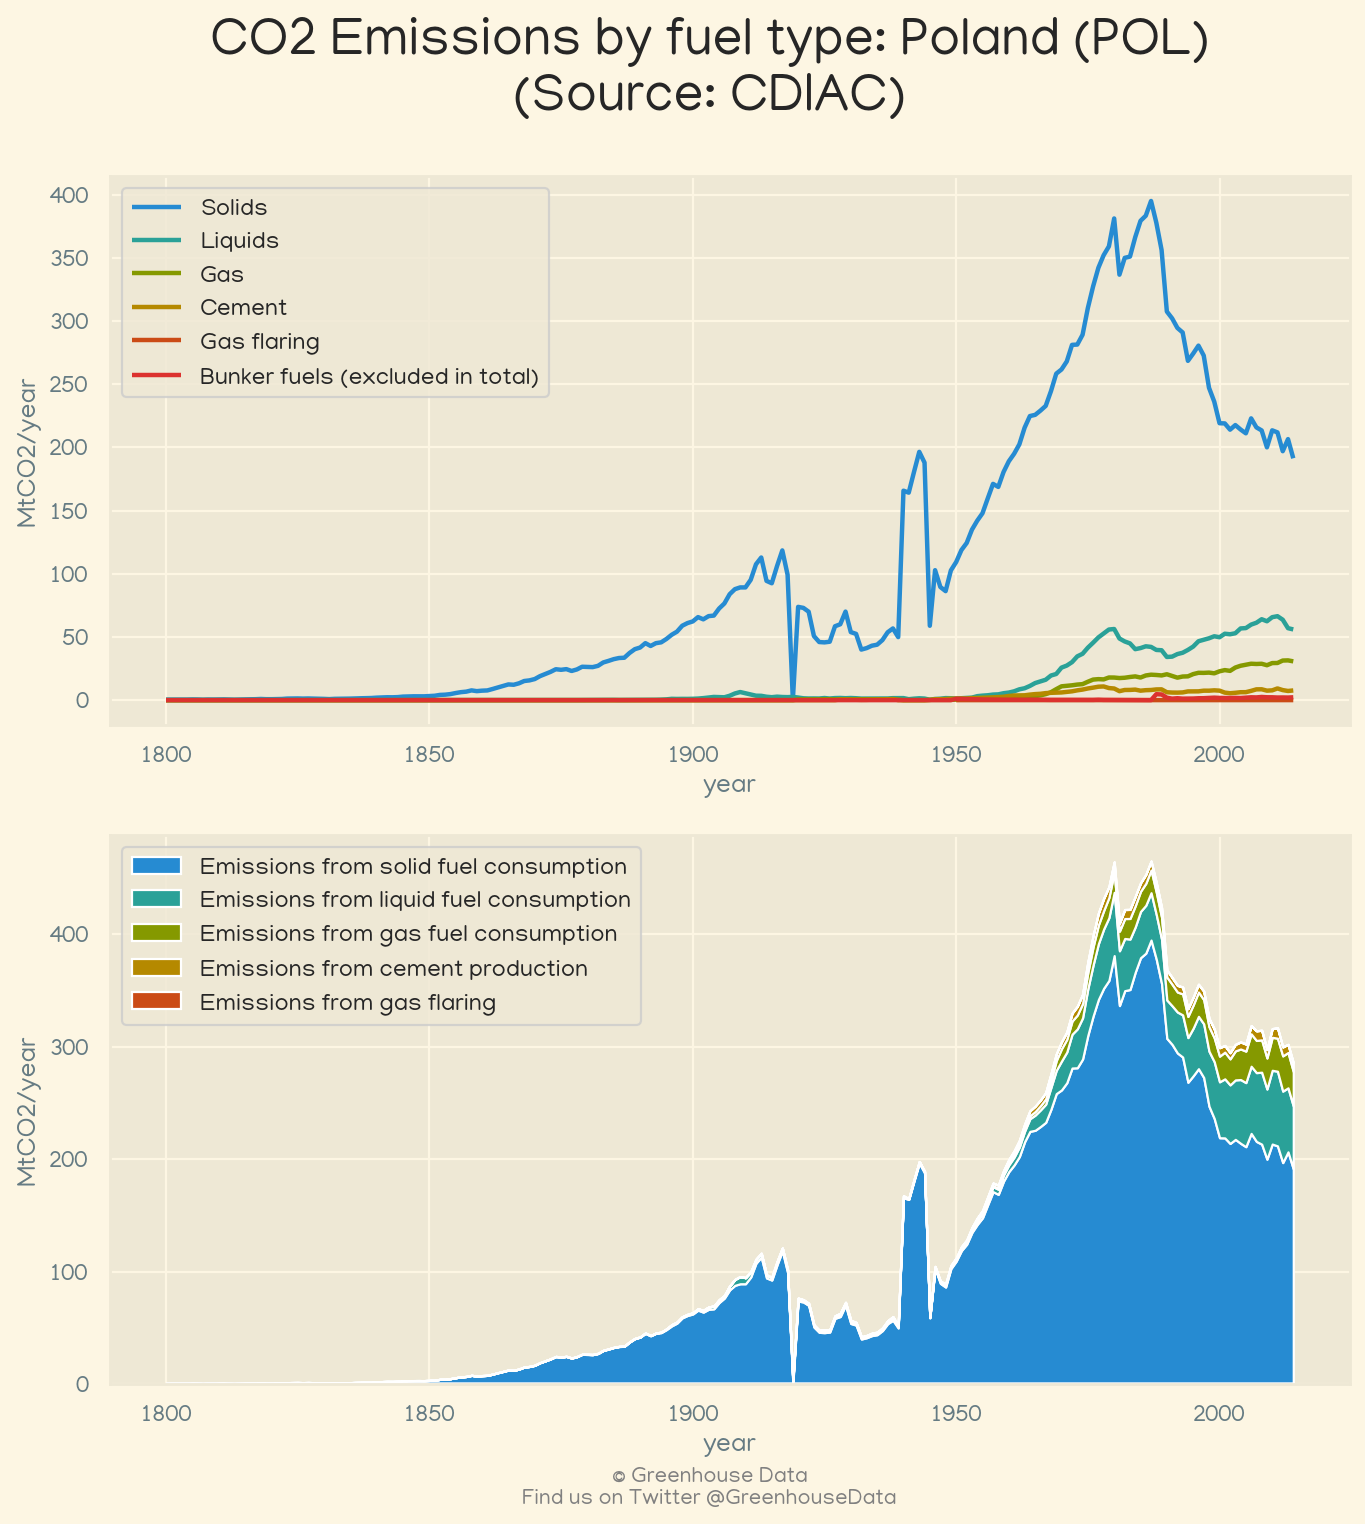 CO2 Emissions by fuel type: Poland (POL)
(Source: CDIAC)
400
350
300
250
200
150
100
50
0
MtCO2/year
Solids
Liquids
Gas
Cement
Gas flaring
Bunker fuels (excluded in total)
1800 1850 1900 1950 2000
year
400
300
200
100
0
MtCO2/year
Emissions from solid fuel consumption
Emissions from liquid fuel consumption
Emissions from gas fuel consumption
Emissions from cement production
Emissions from gas flaring
1800 1850 1900 1950 2000
year
© Greenhouse Data
Find us on Twitter @GreenhouseData